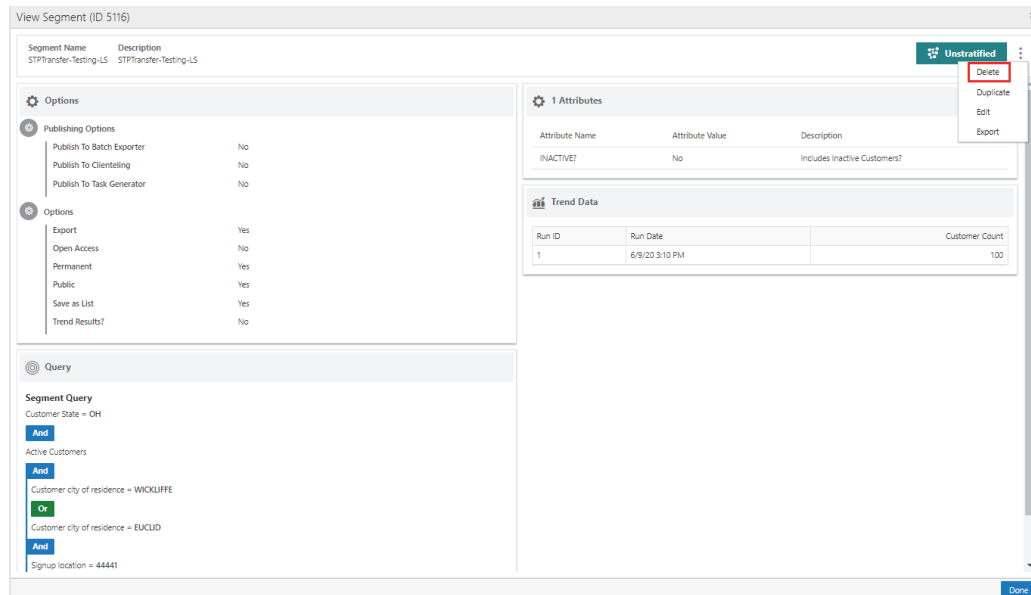 View Segment (ID 5116)
Segment Name Description
STPTransfer-Testing-LS STPTransfer-Testing-LS
Unstratified
Delete
Duplicate
Edit
Export
Options
Publishing Options
Publish To Batch Exporter No
Publish To Clienteling No
Publish To Task Generator No
Options
Export Yes
Open Access No
Permanent Yes
Public Yes
Save as List Yes
Trend Results? No
Query
Segment Query
Customer State = OH
And
Active Customers
And
Customer city of residence = WICKLIFFE
Or
Customer city of residence = EUCLID
And
Signup location = 44441
1 Attributes
Attribute Name Attribute Value Description
INACTIVE? No Includes Inactive Customers?
Trend Data
Run ID Run Date Customer Count
1 6/9/20 3:10 PM 100
Done